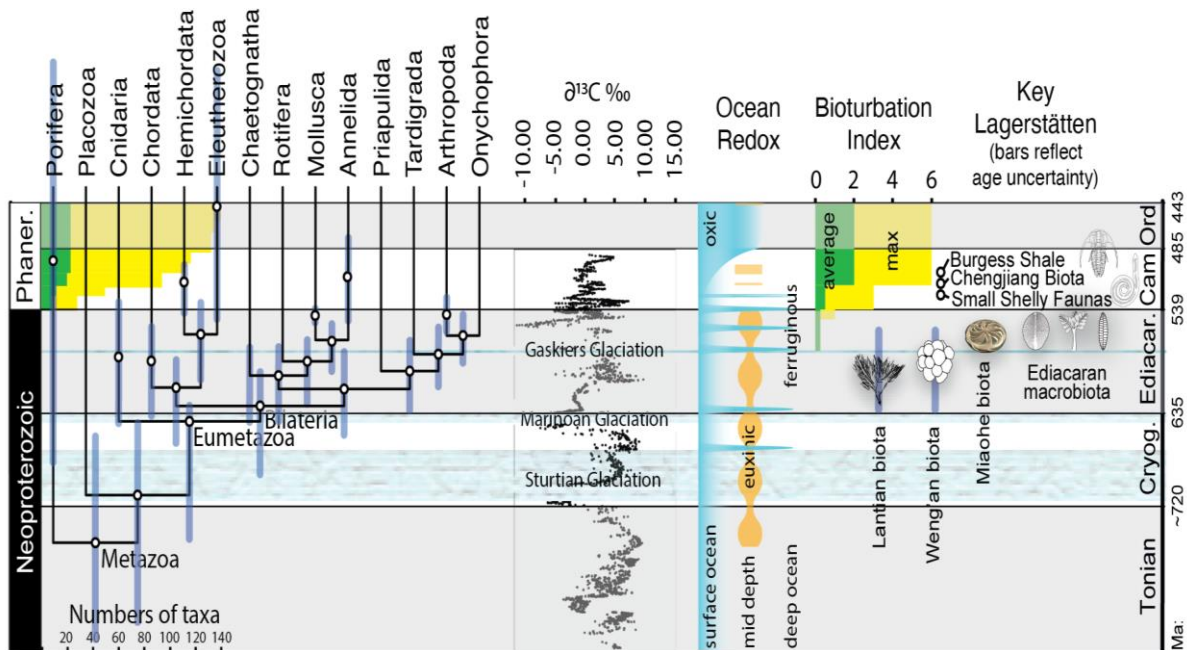 Porifera
Placozoa
Cnidaria
Chordata
Hemichordata
Eleutherozoa
Chaetognatha
Rotifera
Mollusca
Annelida
Priapulida
Tardigrada
Arthropoda
Onychophora
∂13C ‰
-10.00
-5.00
0.00
5.00
10.00
15.00
Ocean
Redox
Bioturbation
Index
0 2 4 6
Key
Lagerstätten
(bars reflect
age uncertainty)
Phaner.
Neoproterozoic
oxic
ferruginous
euxinic
surface ocean
mid depth
deep ocean
average
max
Burgess Shale
Chengjiang Biota
Small Shelly Faunas
Gaskiers Glaciation
Marinoan Glaciation
Sturtian Glaciation
Bilateria
Eumetazoa
Metazoa
Numbers of taxa
20 40 60 80 100 120 140
Lantian biota
Weng'an biota
Miaohe biota
Ediacaran
macrobiota
Ord
Cam
Ediacar.
Cryog.
Tonian
443
485
539
635
~720
Ma: